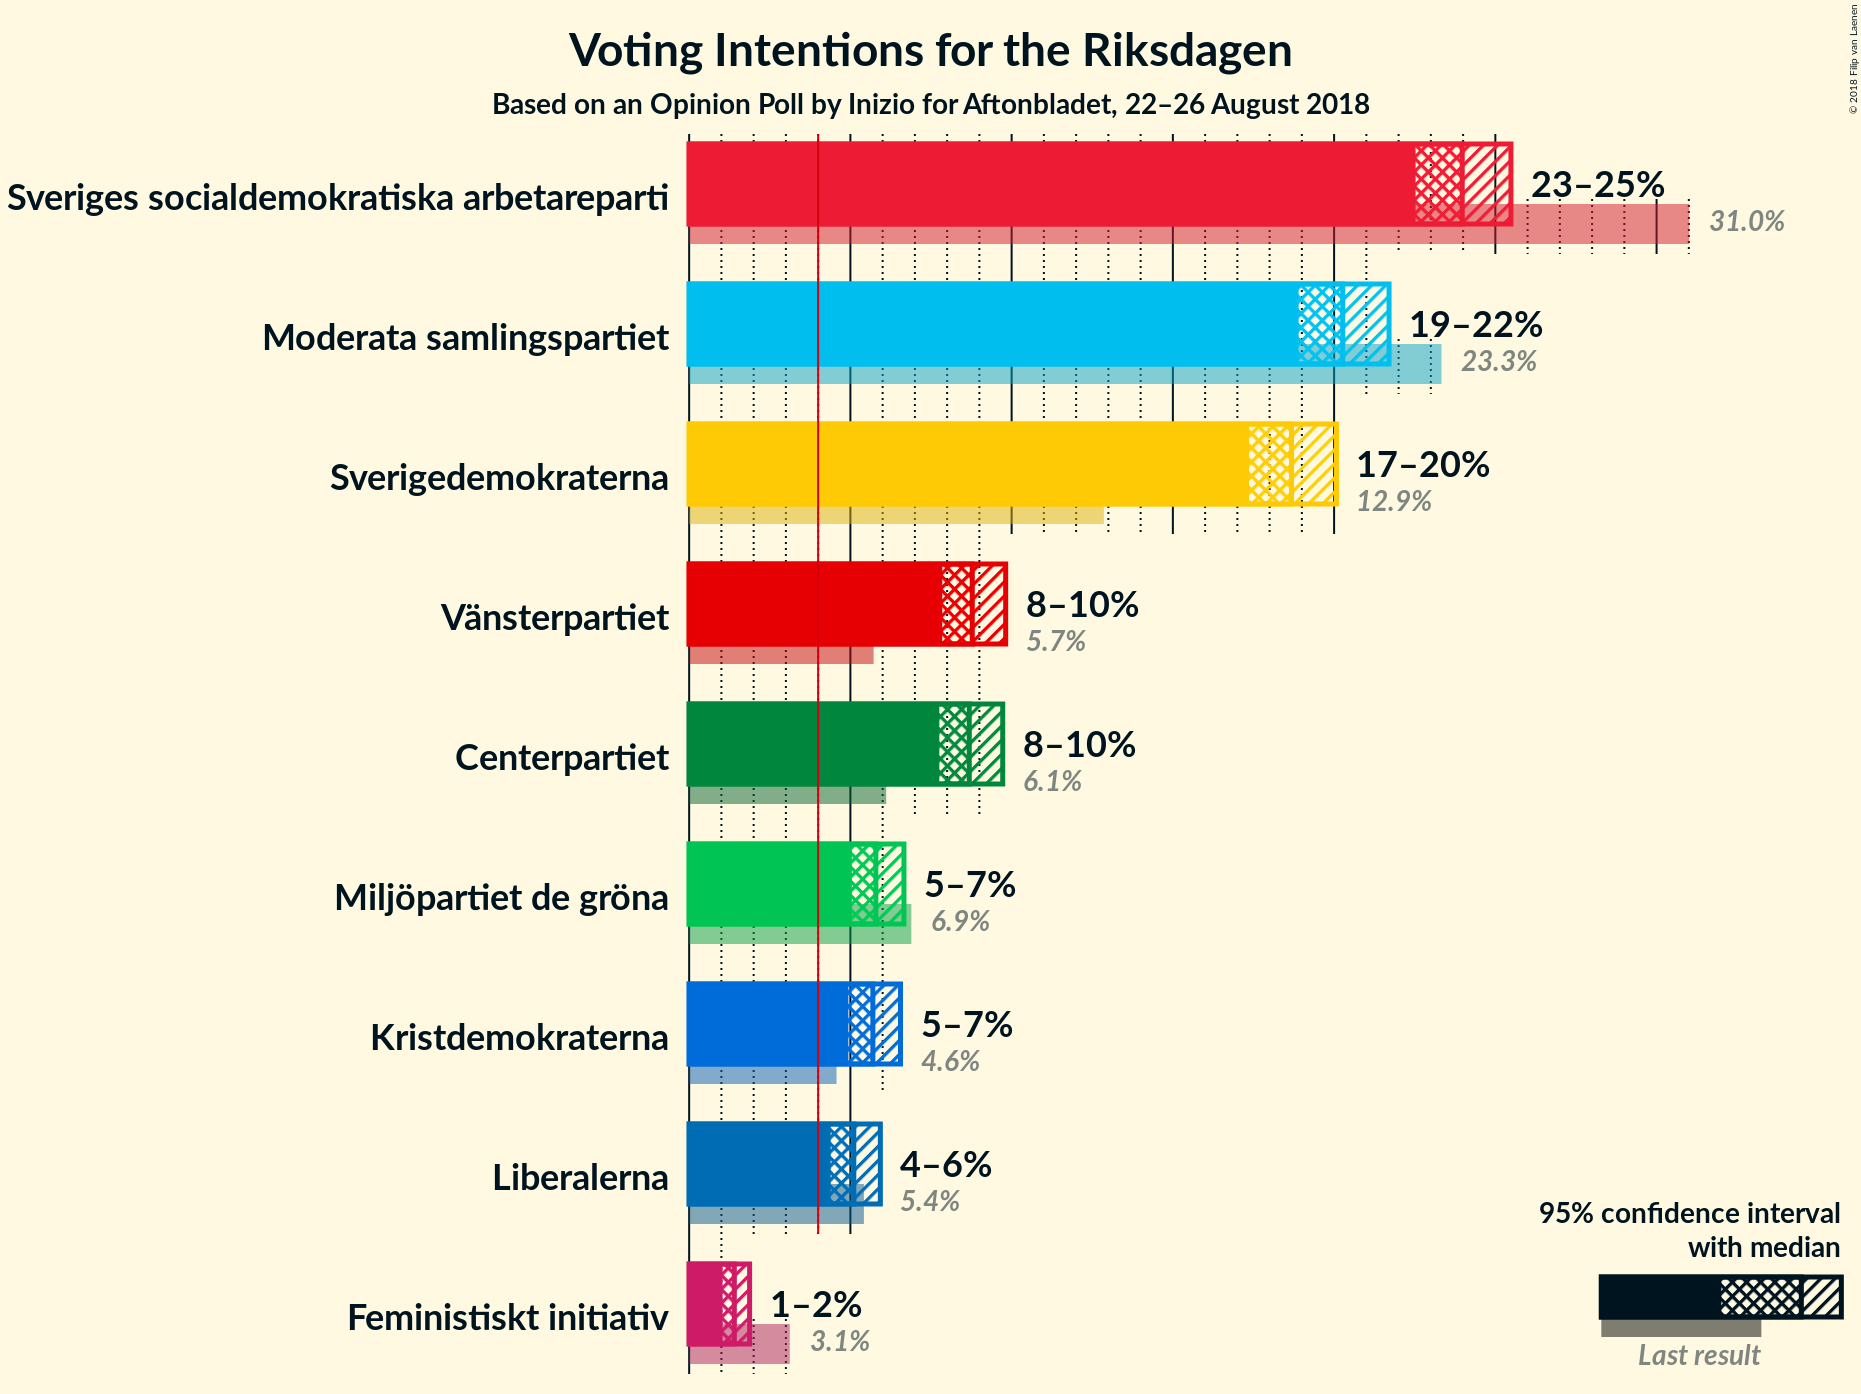 Voting Intentions for the Riksdagen
Based on an Opinion Poll by Inizio for Aftonbladet, 22–26 August 2018
© 2018 Filip van Laenen
Sveriges socialdemokratiska arbetareparti
23–25%
31.0%
Moderata samlingspartiet
19–22%
23.3%
Sverigedemokraterna
17–20%
12.9%
Vänsterpartiet
8–10%
5.7%
Centerpartiet
8–10%
6.1%
Miljöpartiet de gröna
5–7%
6.9%
Kristdemokraterna
5–7%
4.6%
Liberalerna
4–6%
5.4%
Feministiskt initiativ
1–2%
3.1%
95% confidence interval
with median
Last result